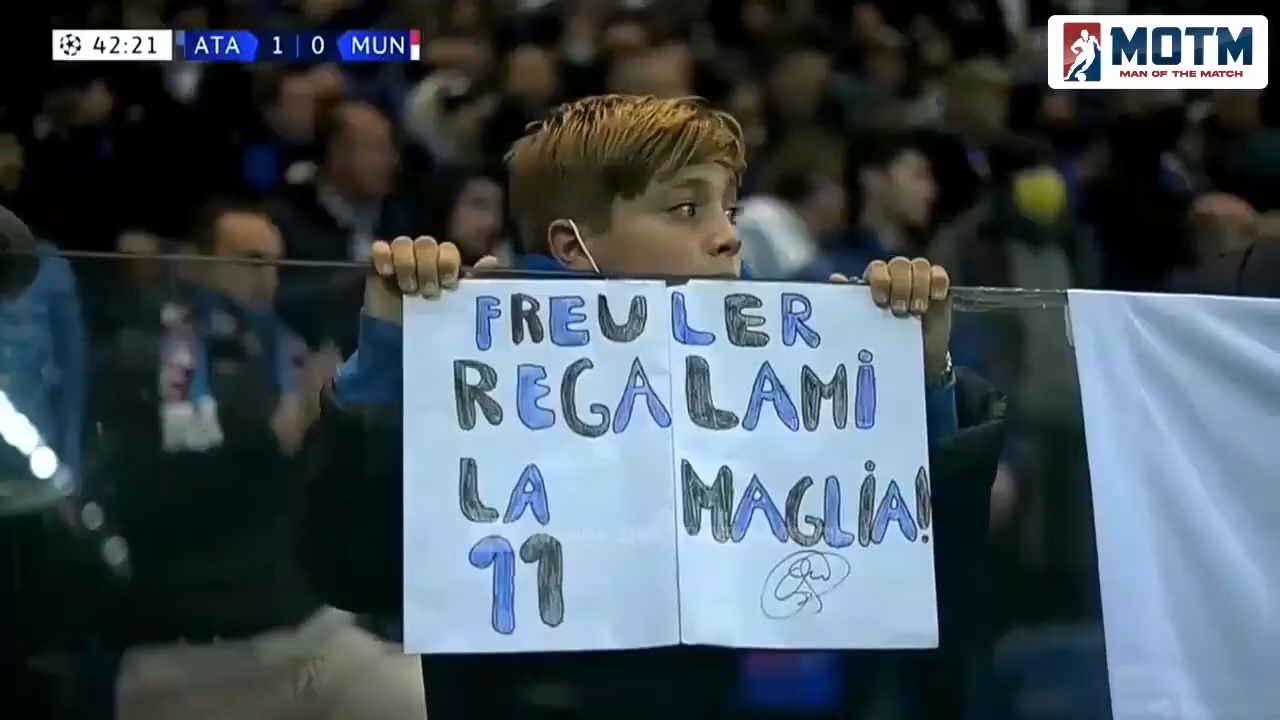 42:21 ATA 1 0 MUN
MOTM
MAN OF THE MATCH
FREULER
REGALAMI
LA MAGLIA!
11